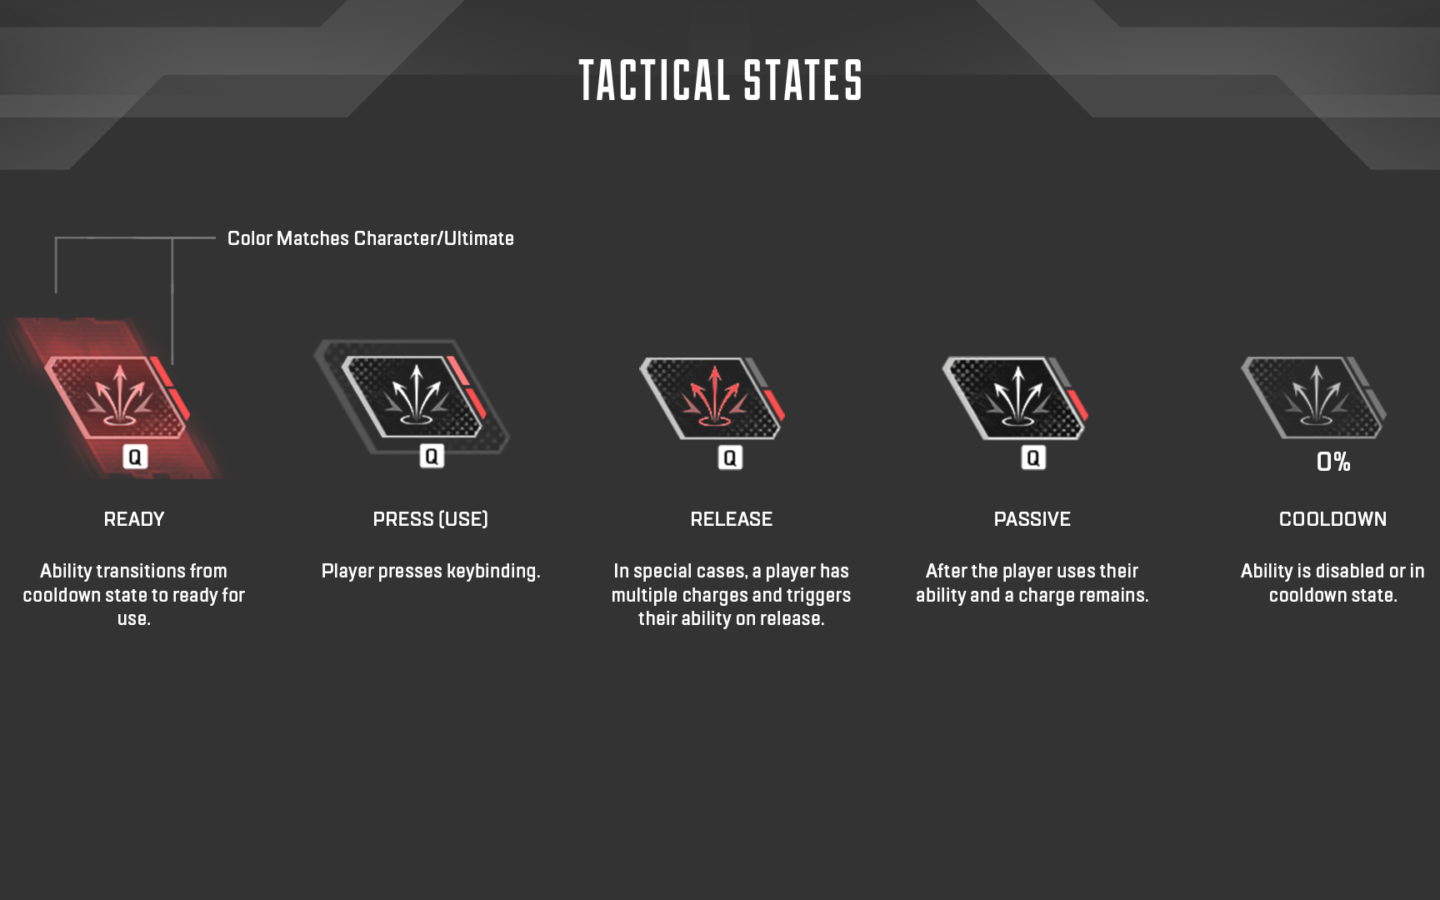 TACTICAL STATES
Color Matches Character/Ultimate
Q
Q
Q
Q
0%
READY
PRESS (USE)
RELEASE
PASSIVE
COOLDOWN
Ability transitions from
cooldown state to ready for
use.
Player presses keybinding.
In special cases, a player has
multiple charges and triggers
their ability on release.
After the player uses their
ability and a charge remains.
Ability is disabled or in
cooldown state.